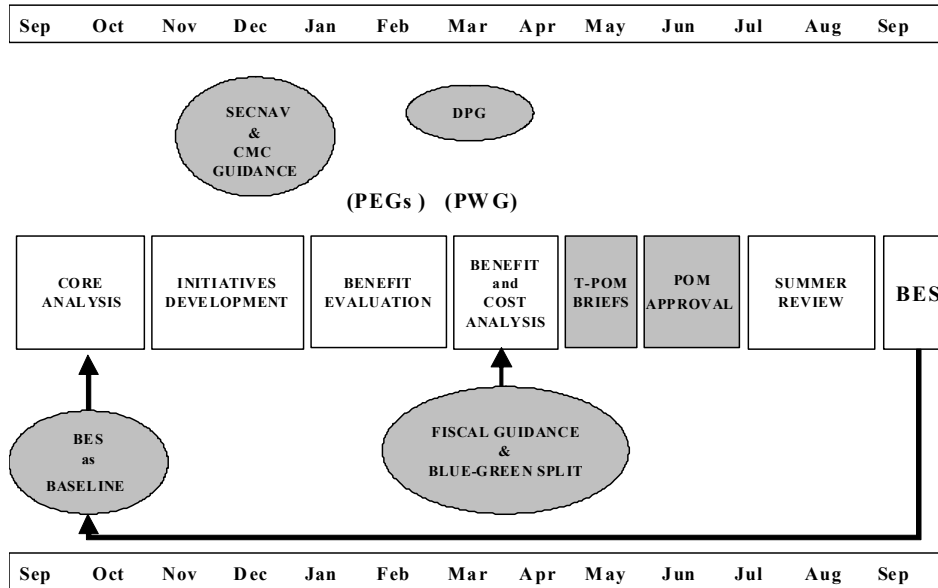 Sep Oct Nov Dec Jan Feb Mar Apr May Jun Jul Aug Sep
SECNAV
&
CMC
GUIDANCE
DPG
(PEGs ) (PWG)
CORE
ANALYSIS
INITIATIVES
DEVELOPMENT
BENEFIT
EVALUATION
BENEFIT
and
COST
ANALYSIS
T-POM
BRIEFS
POM
APPROVAL
SUMMER
REVIEW
BES
BES
as
BASELINE
FISCAL GUIDANCE
&
BLUE-GREEN SPLIT
Sep Oct Nov Dec Jan Feb Mar Apr May Jun Jul Aug Sep